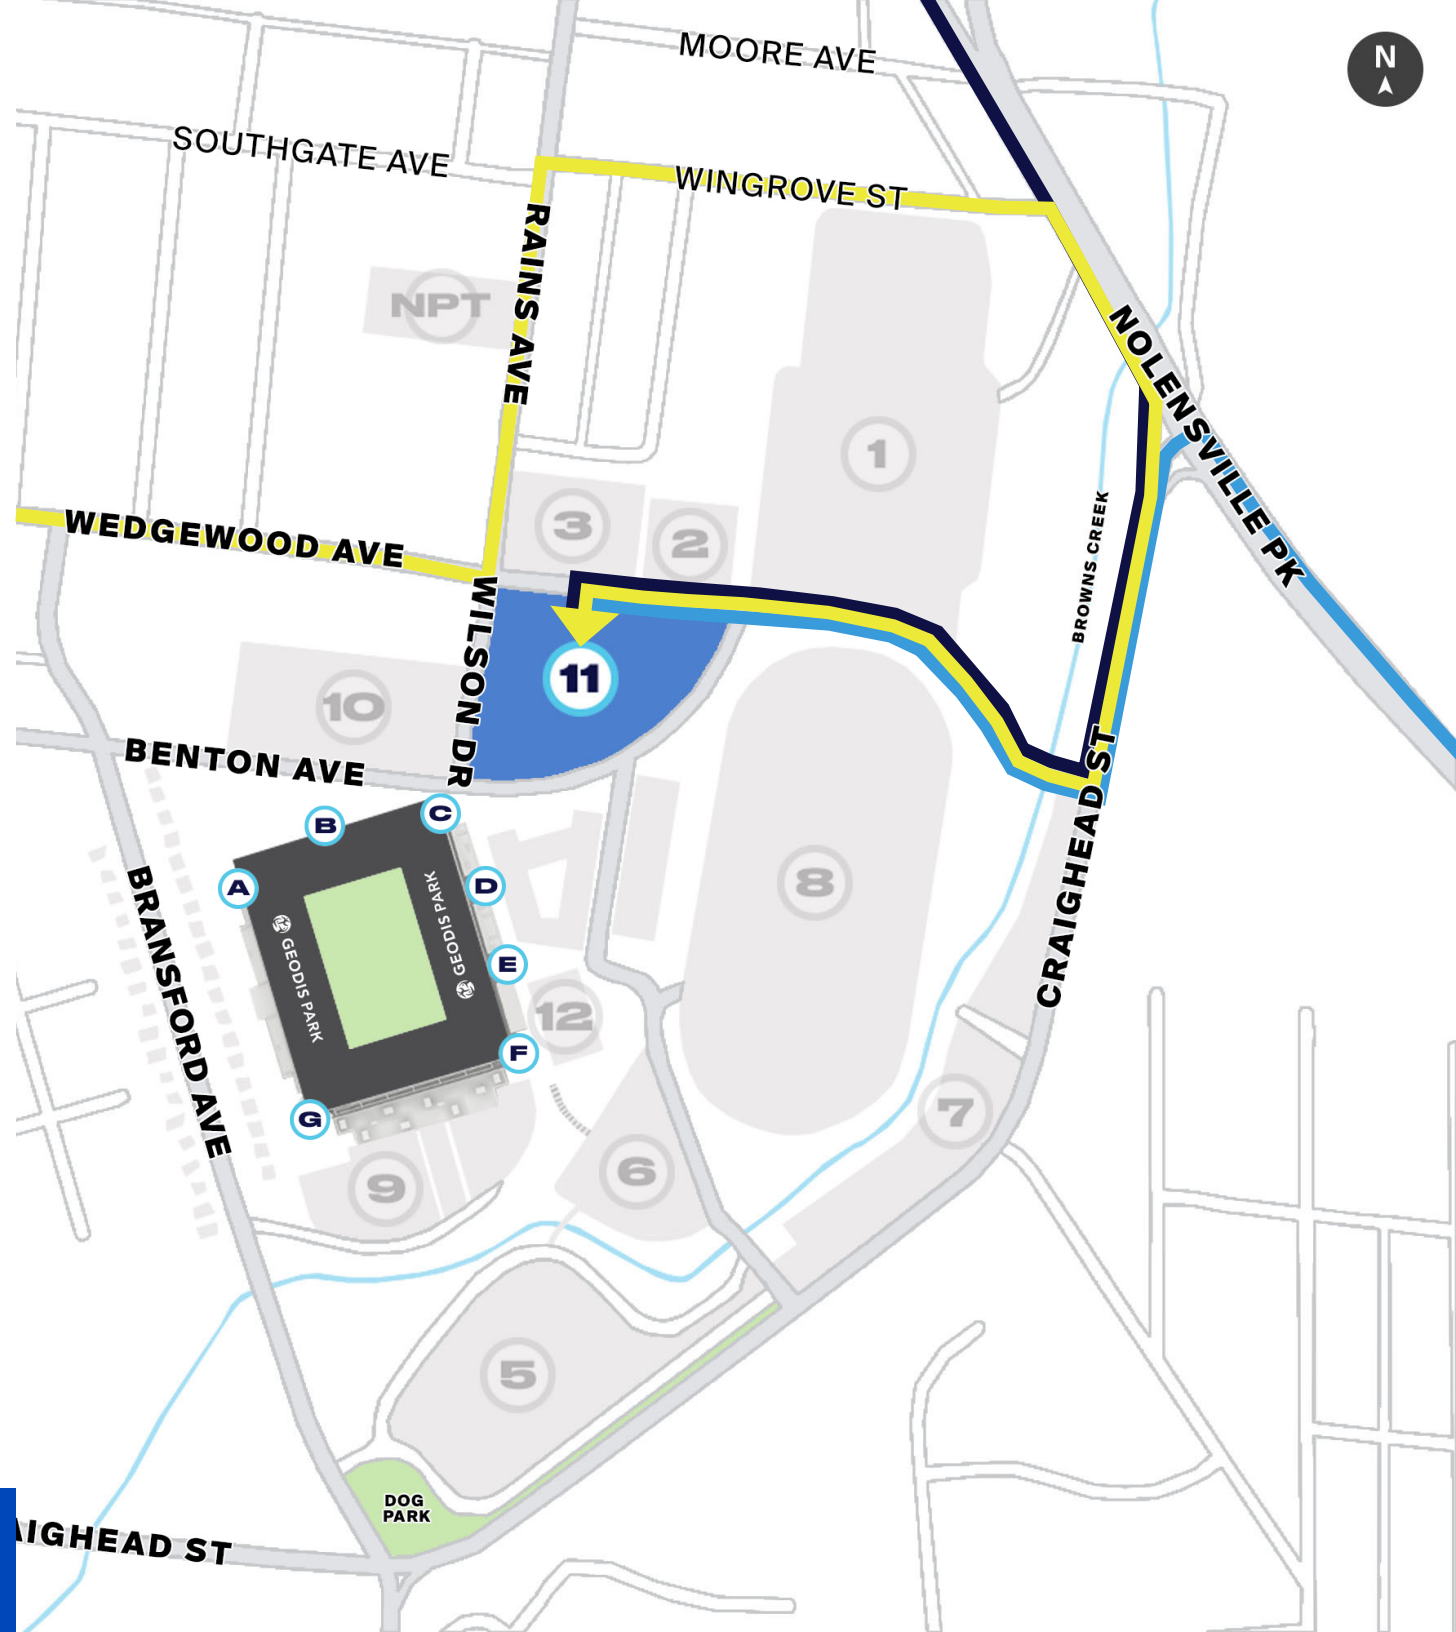 MOORE AVE
N
SOUTHGATE AVE
WINGROVE ST
RAINS AVE
NPT
NOLENSVILLE PK
1
3
2
WEDGEWOOD AVE
BROWNS CREEK
WILSON DR
11
10
BENTON AVE
CRAIGHEAD ST
B
C
A
D
8
GEODIS PARK
GEODIS PARK
BRANSFORD AVE
E
12
F
G
7
6
9
5
DOG
PARK
AIGHEAD ST